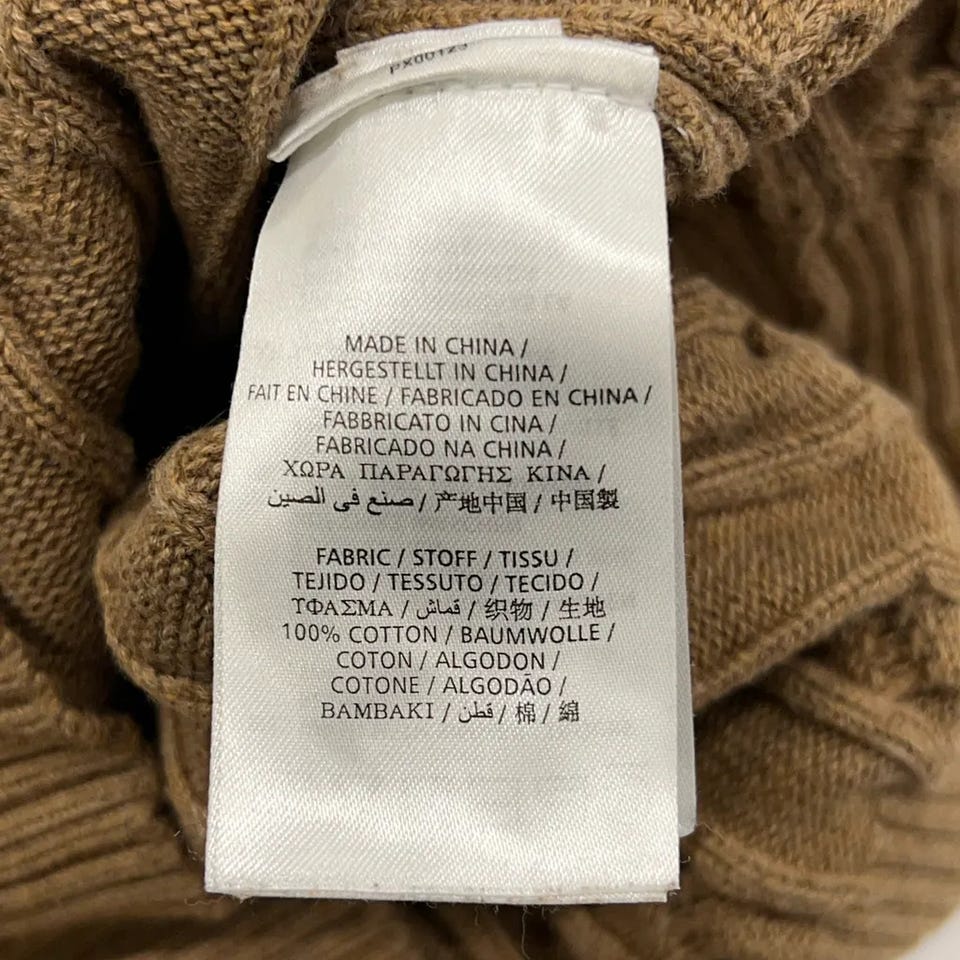 PX00123
MADE IN CHINA /
HERGESTELLT IN CHINA /
FAIT EN CHINE / FABRICADO EN CHINA /
FABBRICATO IN CINA /
FABRICADO NA CHINA /
ΧΩΡΑ ΠΑΡΑΓΩΓΗΣ ΚΙΝΑ /
صنع في الصين / 产地中国 / 中国製
FABRIC / STOFF / TISSU /
TEJIDO / TESSUTO / TECIDO /
ΥΦΑΣΜΑ / قماش / 织物 / 生地
100% COTTON / BAUMWOLLE /
COTON / ALGODON /
COTONE / ALGODÃO /
BAMBAKI / قطن / 棉 / 綿